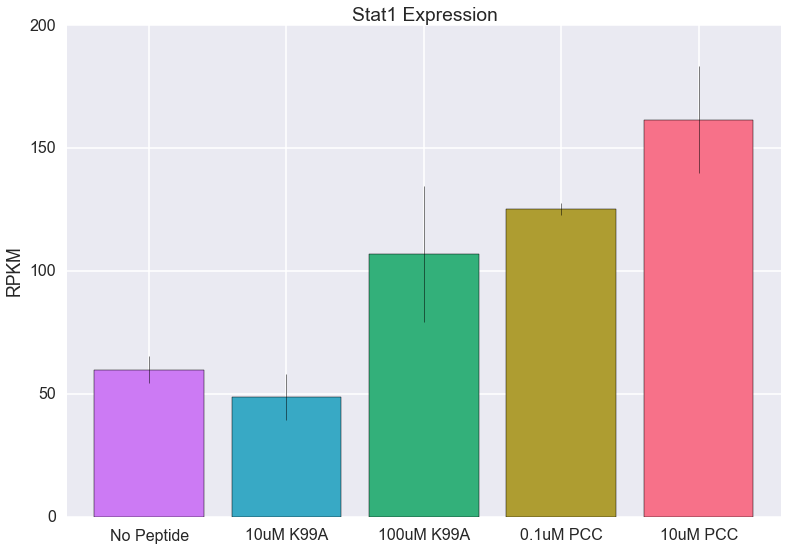 Stat1 Expression
200
150
100
50
0
RPKM
No Peptide 10uM K99A 100uM K99A 0.1uM PCC 10uM PCC